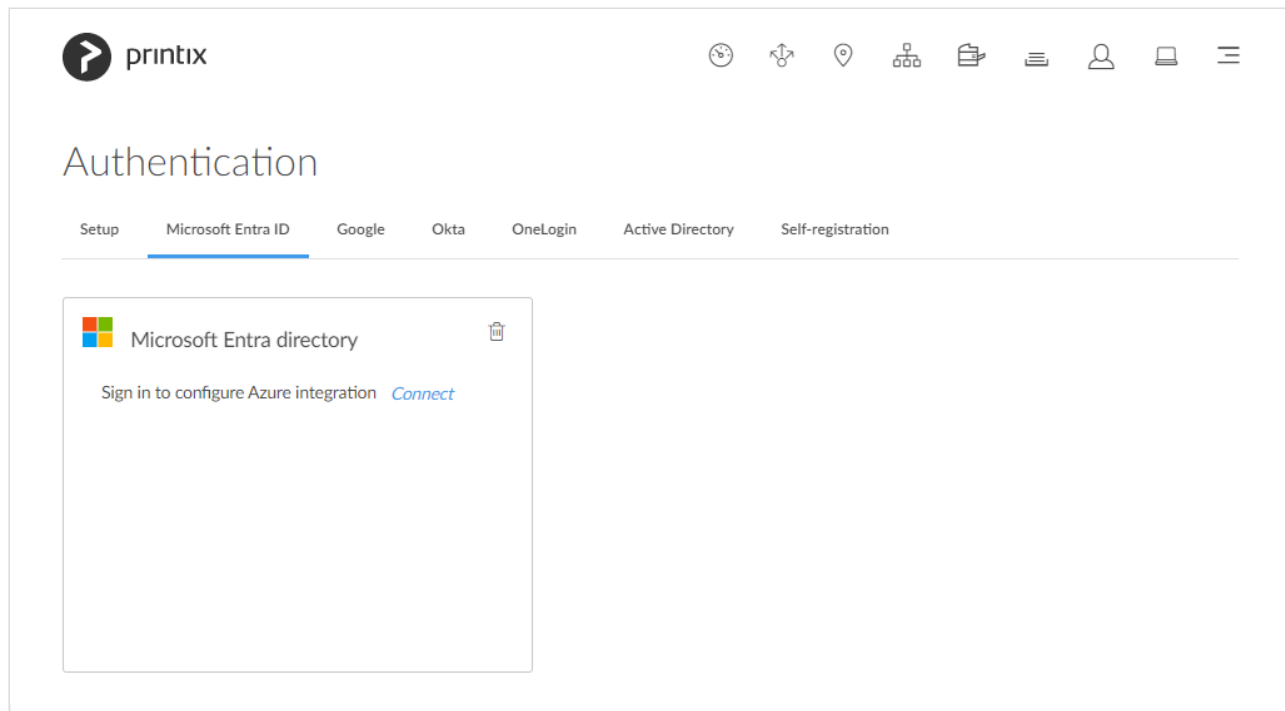 printix
Authentication
Setup Microsoft Entra ID Google Okta OneLogin Active Directory Self-registration
Microsoft Entra directory
Sign in to configure Azure integration Connect